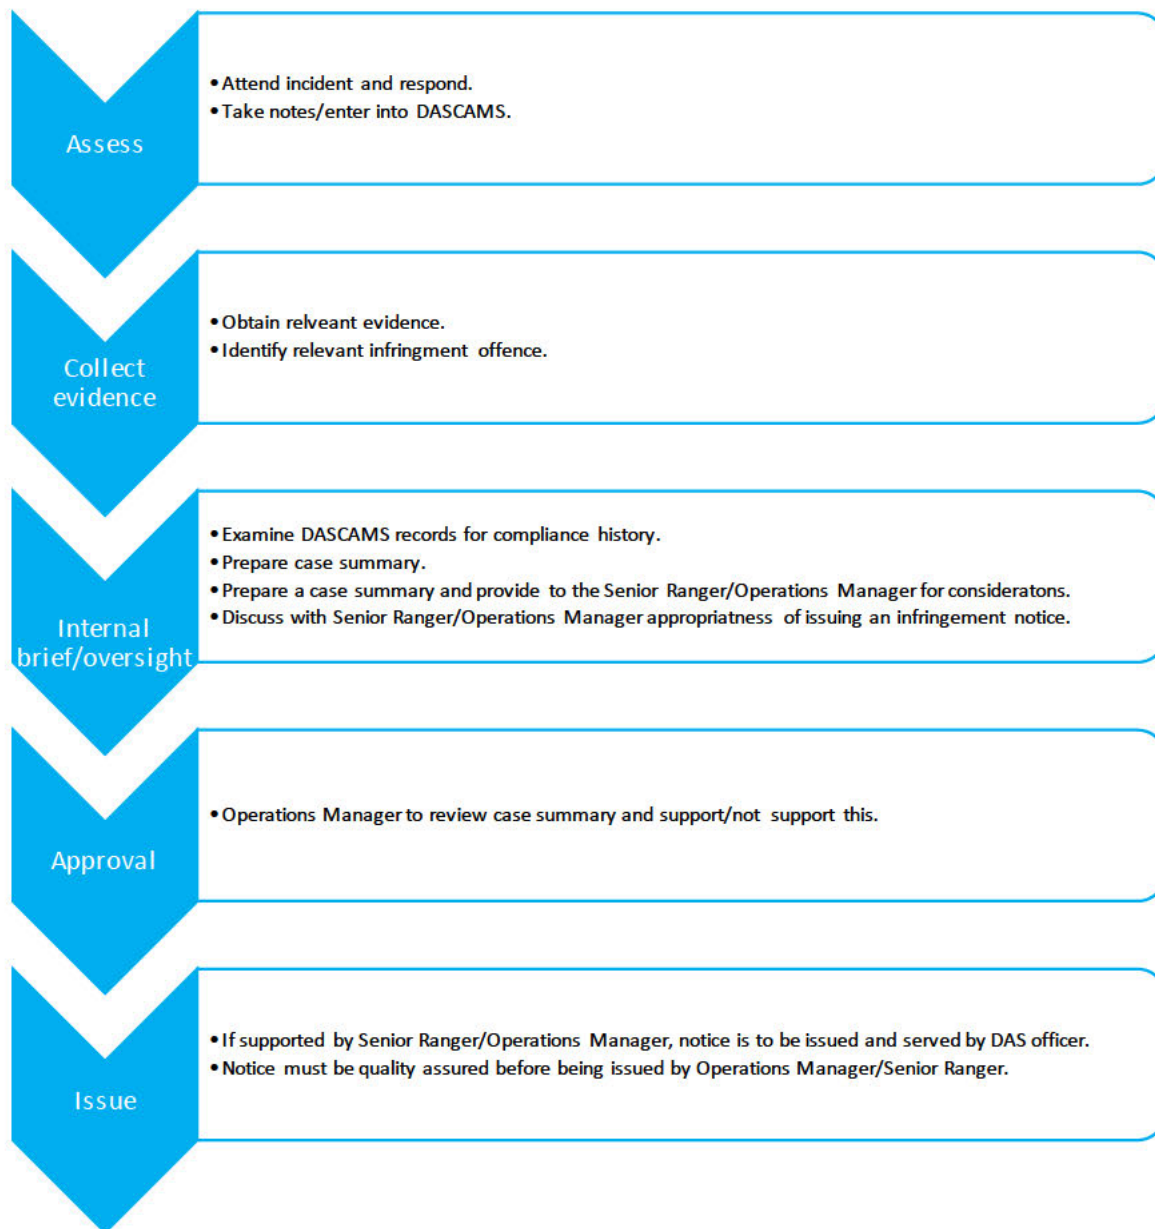 Assess
• Attend incident and respond.
• Take notes/enter into DASCAMS.
Collect
evidence
• Obtain relveant evidence.
• Identify relevant infringment offence.
Internal
brief/oversight
• Examine DASCAMS records for compliance history.
• Prepare case summary.
• Prepare a case summary and provide to the Senior Ranger/Operations Manager for consideratons.
• Discuss with Senior Ranger/Operations Manager appropriatness of issuing an infringement notice.
Approval
• Operations Manager to review case summary and support/not support this.
Issue
• If supported by Senior Ranger/Operations Manager, notice is to be issued and served by DAS officer.
• Notice must be quality assured before being issued by Operations Manager/Senior Ranger.